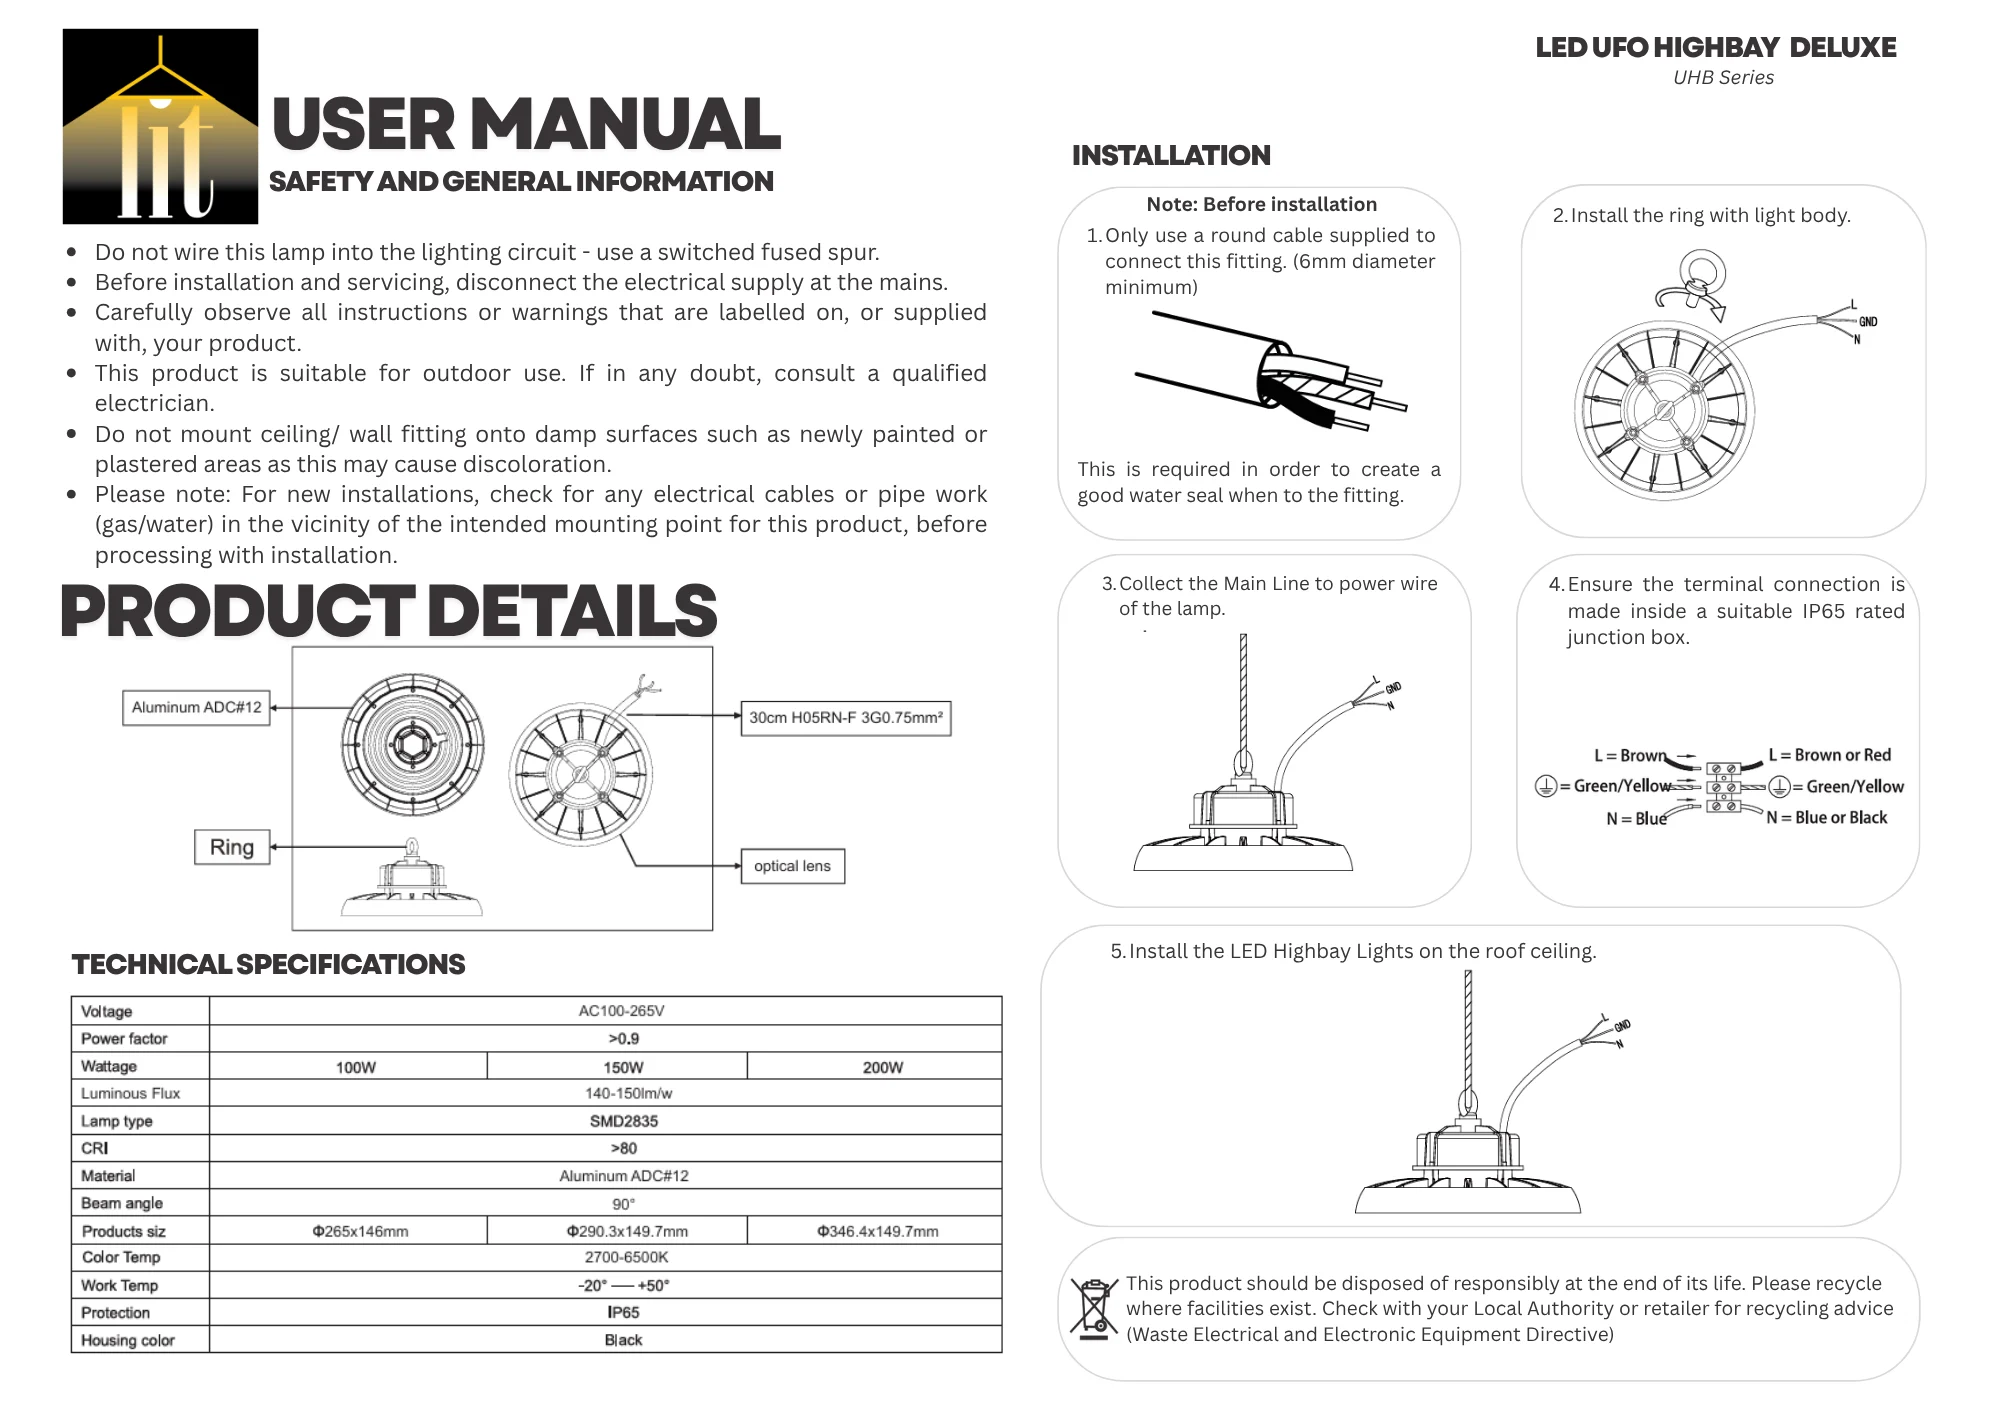 lit
USER MANUAL
SAFETY AND GENERAL INFORMATION
• Do not wire this lamp into the lighting circuit - use a switched fused spur.
• Before installation and servicing, disconnect the electrical supply at the mains.
• Carefully observe all instructions or warnings that are labelled on, or supplied
with, your product.
• This product is suitable for outdoor use. If in any doubt, consult a qualified
electrician.
• Do not mount ceiling/ wall fitting onto damp surfaces such as newly painted or
plastered areas as this may cause discoloration.
• Please note: For new installations, check for any electrical cables or pipe work
(gas/water) in the vicinity of the intended mounting point for this product, before
processing with installation.
PRODUCT DETAILS
Aluminum ADC#12
30cm H05RN-F 3G0.75mm²
Ring
optical lens
TECHNICAL SPECIFICATIONS
Voltage AC100-265V
Power factor >0.9
Wattage 100W 150W 200W
Luminous Flux 140-150lm/w
Lamp type SMD2835
CRI >80
Material Aluminum ADC#12
Beam angle 90°
Products siz Φ265x146mm Φ290.3x149.7mm Φ346.4x149.7mm
Color Temp 2700-6500K
Work Temp -20° — +50°
Protection IP65
Housing color Black
LED UFO HIGHBAY DELUXE
UHB Series
INSTALLATION
Note: Before installation
1. Only use a round cable supplied to
connect this fitting. (6mm diameter
minimum)
This is required in order to create a
good water seal when to the fitting.
2. Install the ring with light body.
L
GND
N
3. Collect the Main Line to power wire
of the lamp.
.
L
GND
N
4. Ensure the terminal connection is
made inside a suitable IP65 rated
junction box.
L = Brown L = Brown or Red
= Green/Yellow = Green/Yellow
N = Blue N = Blue or Black
5. Install the LED Highbay Lights on the roof ceiling.
L
GND
N
This product should be disposed of responsibly at the end of its life. Please recycle
where facilities exist. Check with your Local Authority or retailer for recycling advice
(Waste Electrical and Electronic Equipment Directive)